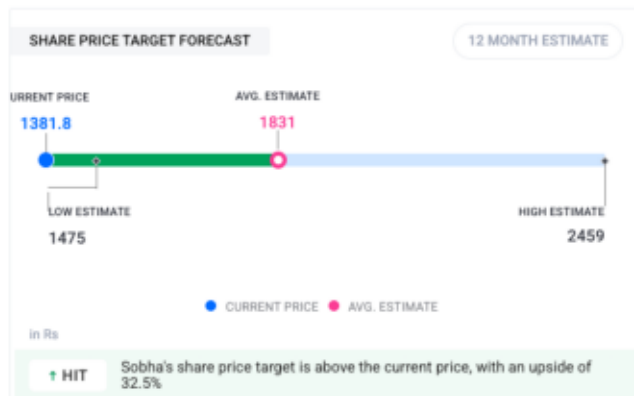 SHARE PRICE TARGET FORECAST
12 MONTH ESTIMATE
URRENT PRICE
AVG. ESTIMATE
1381.8
1831
LOW ESTIMATE
HIGH ESTIMATE
1475
2459
CURRENT PRICE
AVG. ESTIMATE
in Rs
↑ HIT
Sobha's share price target is above the current price, with an upside of
32.5%